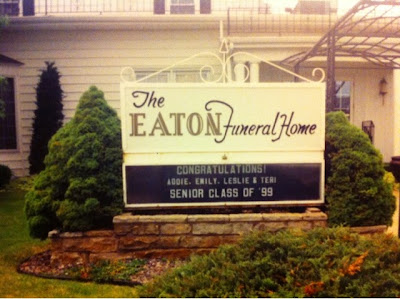 The
EATON Funeral Home
CONGRATULATIONS!
ADDIE, EMILY, LESLIE & TERI
SENIOR CLASS OF '99